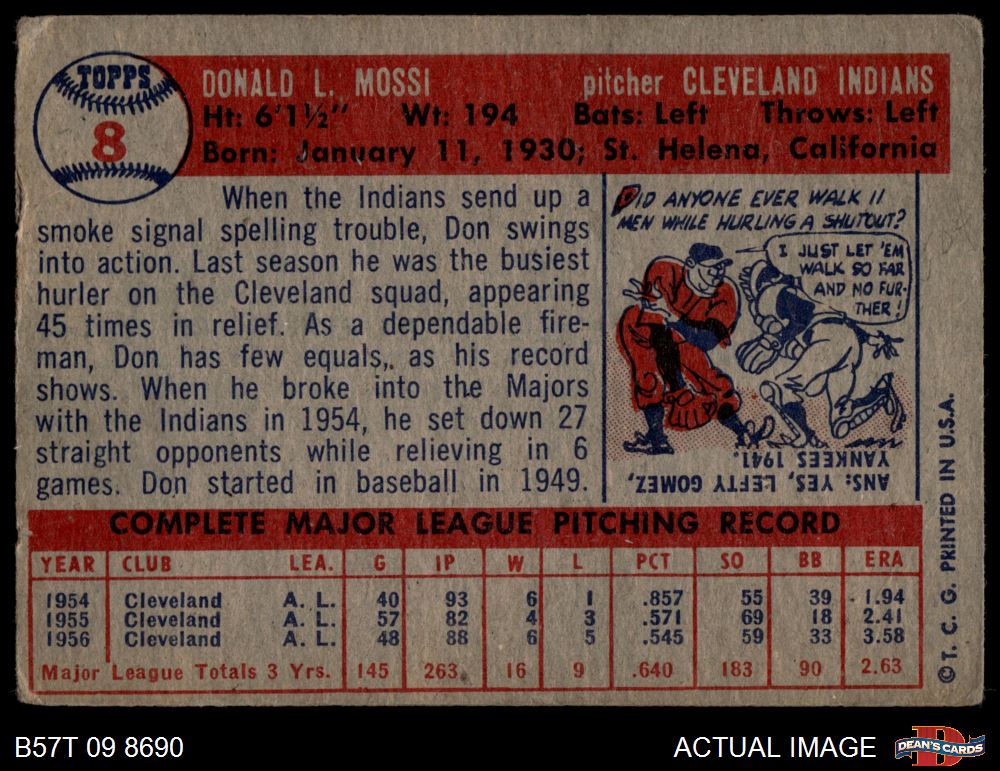 TOPPS
8
DONALD L. MOSSI pitcher CLEVELAND INDIANS
Ht: 6'1½" Wt: 194 Bats: Left Throws: Left
Born: January 11, 1930; St. Helena, California
When the Indians send up a
smoke signal spelling trouble, Don swings
into action. Last season he was the busiest
hurler on the Cleveland squad, appearing
45 times in relief. As a dependable fire-
man, Don has few equals, as his record
shows. When he broke into the Majors
with the Indians in 1954, he set down 27
straight opponents while relieving in 6
games. Don started in baseball in 1949.
DID ANYONE EVER WALK 11
MEN WHILE HURLING A SHUTOUT?
I JUST LET 'EM
WALK SO FAR
AND NO FUR-
THER!
ANS: YES, LEFTY GOMEZ,
YANKEES 1941.
COMPLETE MAJOR LEAGUE PITCHING RECORD
YEAR CLUB LEA. G IP W L PCT SO BB ERA
1954 Cleveland A. L. 40 93 6 1 .857 55 39 1.94
1955 Cleveland A. L. 57 82 4 3 .571 69 18 2.41
1956 Cleveland A. L. 48 88 6 5 .545 59 33 3.58
Major League Totals 3 Yrs. 145 263 16 9 .640 183 90 2.63
©T. C. G. PRINTED IN U.S.A.
B57T 09 8690
ACTUAL IMAGE
D
DEAN'S CARDS